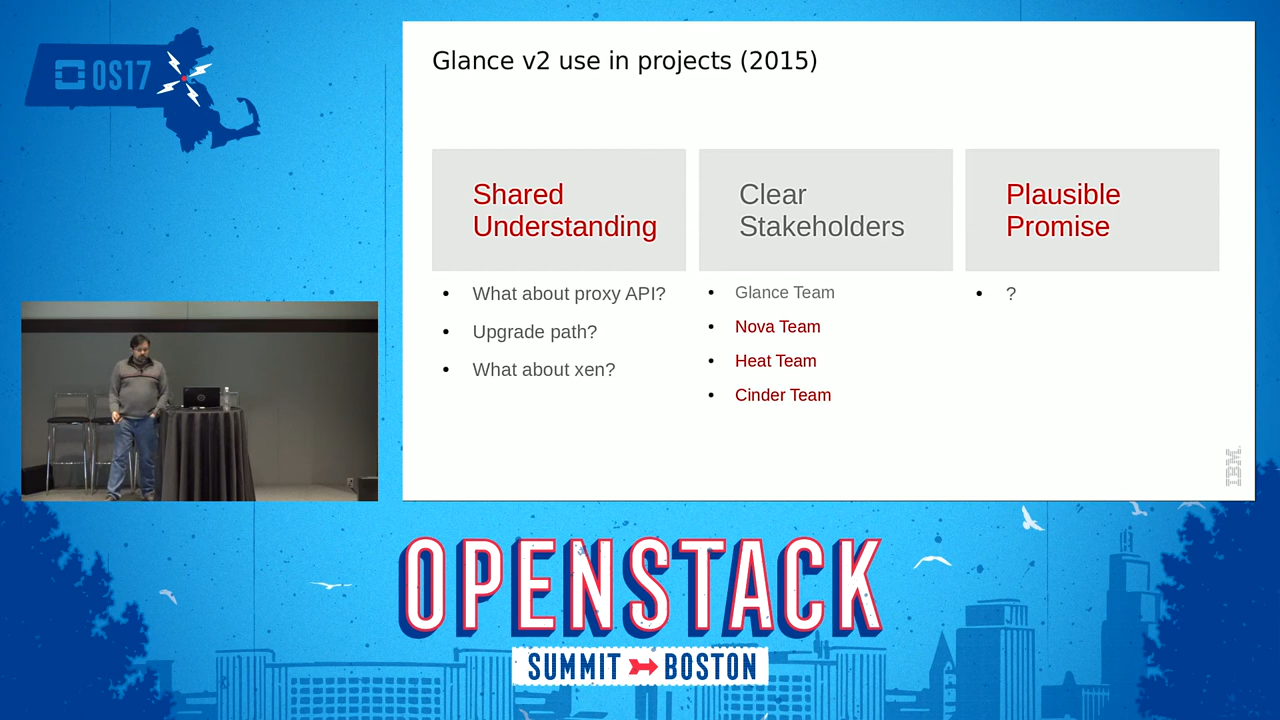 OS17
Glance v2 use in projects (2015)
Shared
Understanding
Clear
Stakeholders
Plausible
Promise
What about proxy API?
Upgrade path?
What about xen?
Glance Team
Nova Team
Heat Team
Cinder Team
?
IBM
OPENSTACK
SUMMIT BOSTON